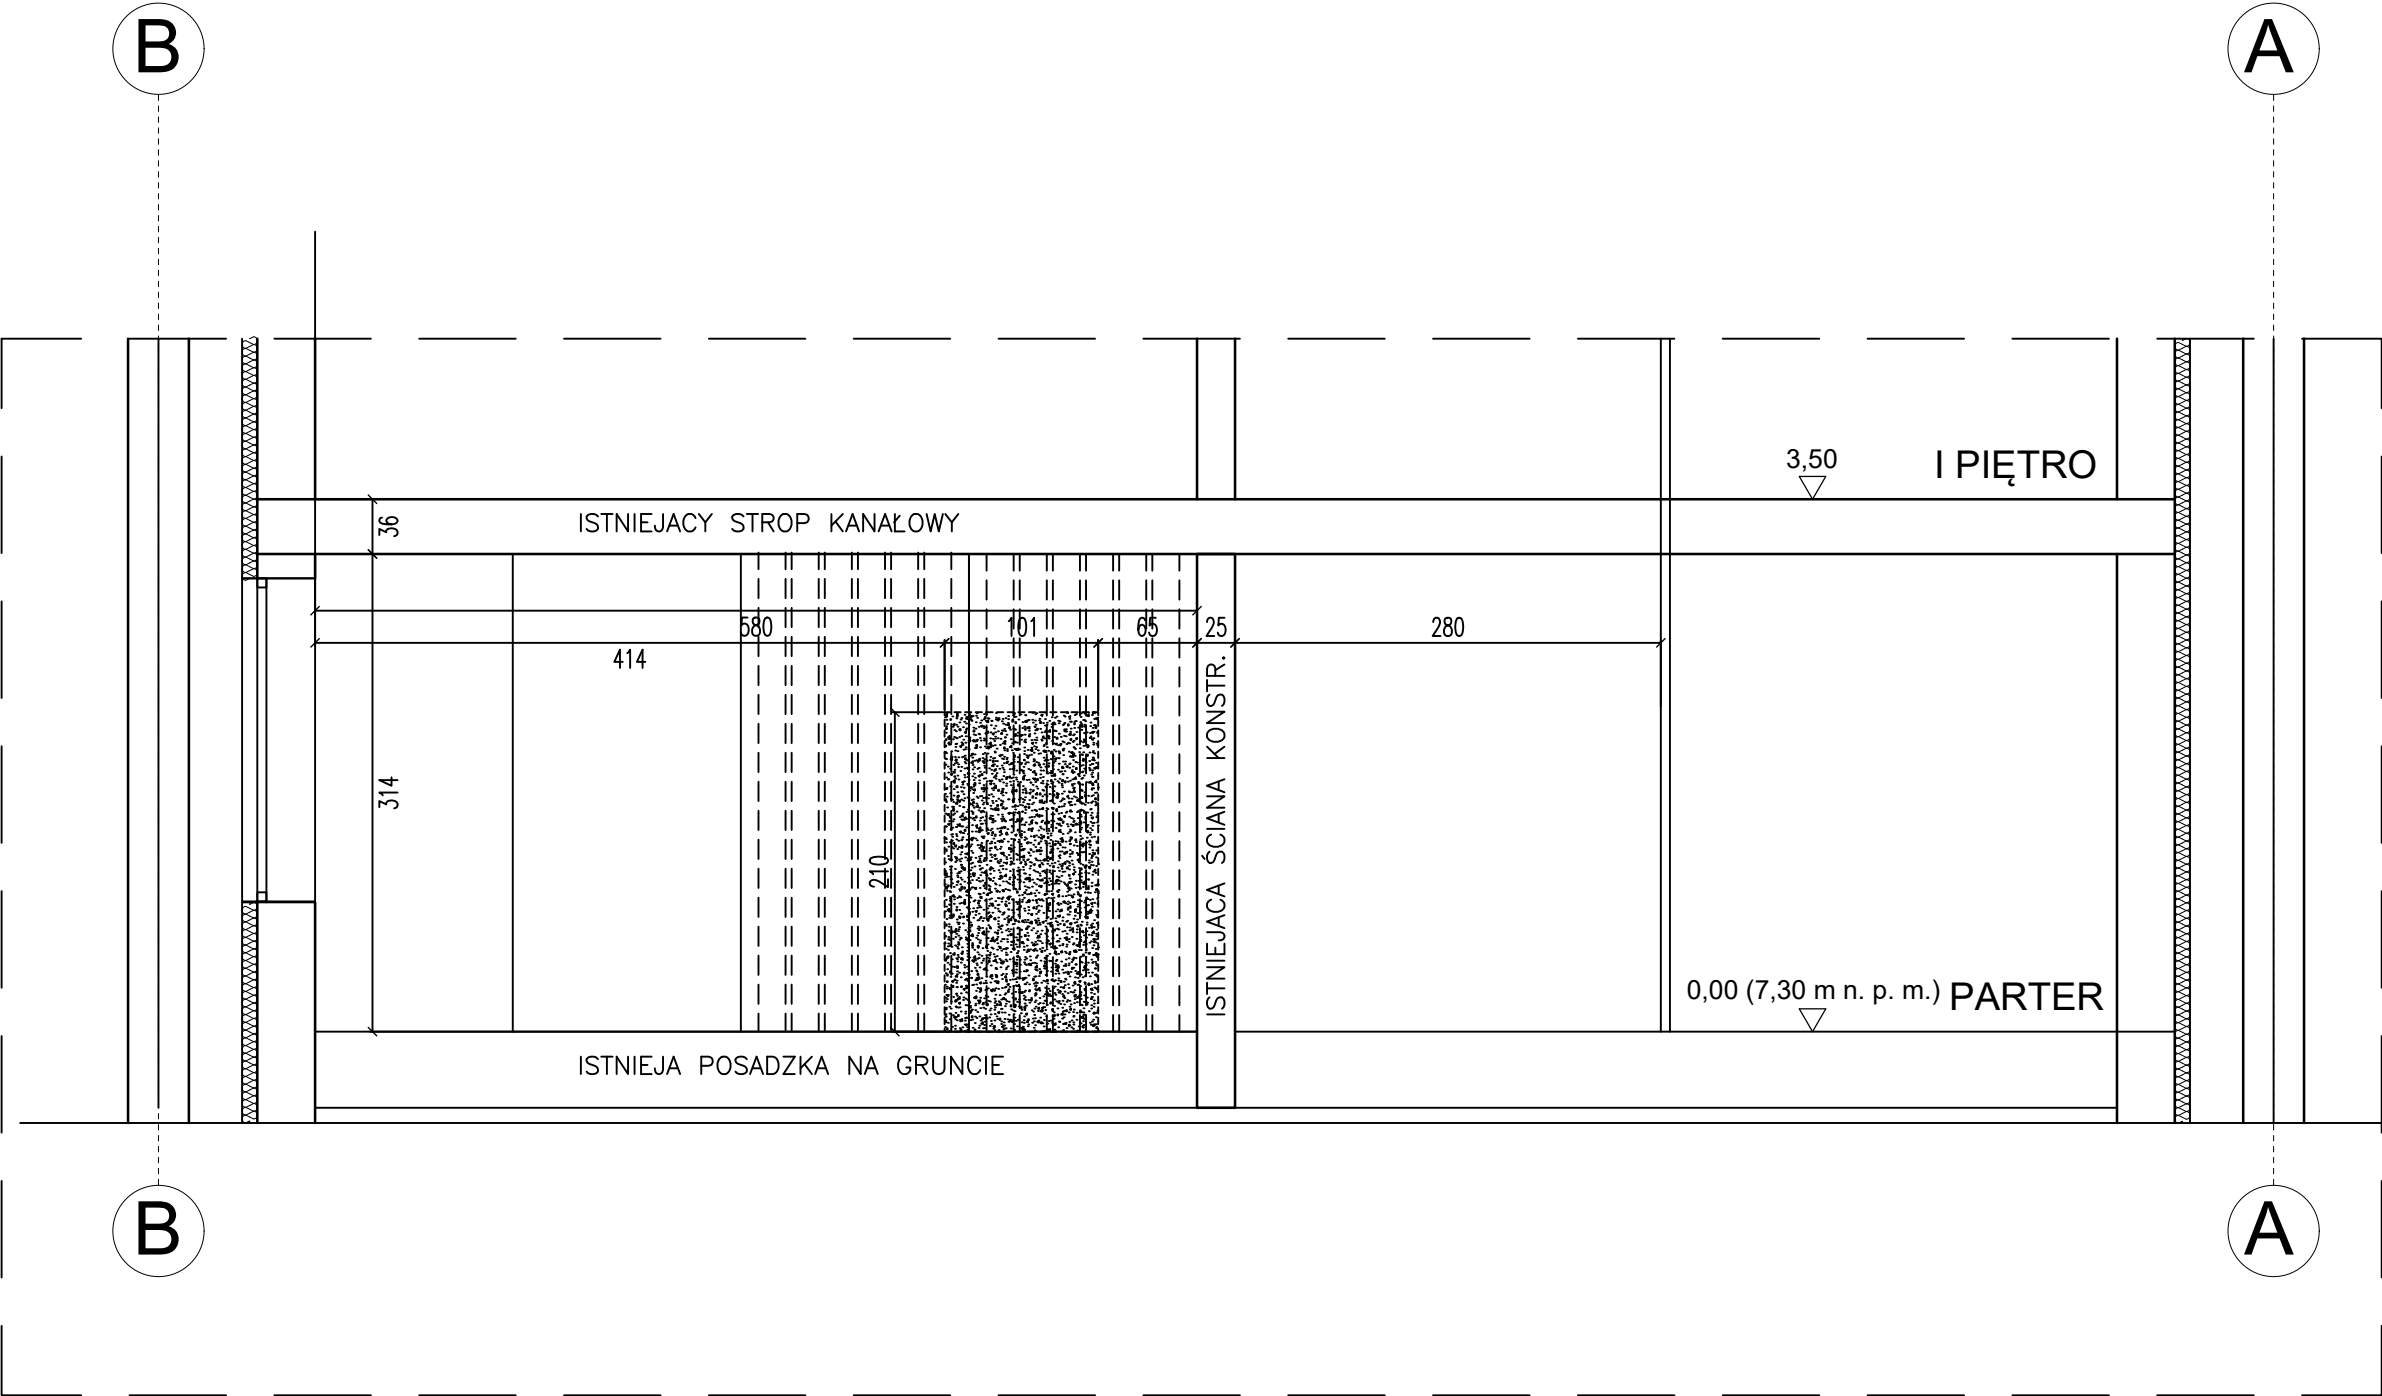 B
A
3,50
I PIĘTRO
36
ISTNIEJACY STROP KANAŁOWY
580
101
65
25
280
414
314
210
ISTNIEJACA ŚCIANA KONSTR.
0,00 (7,30 m n. p. m.) PARTER
ISTNIEJA POSADZKA NA GRUNCIE
B
A